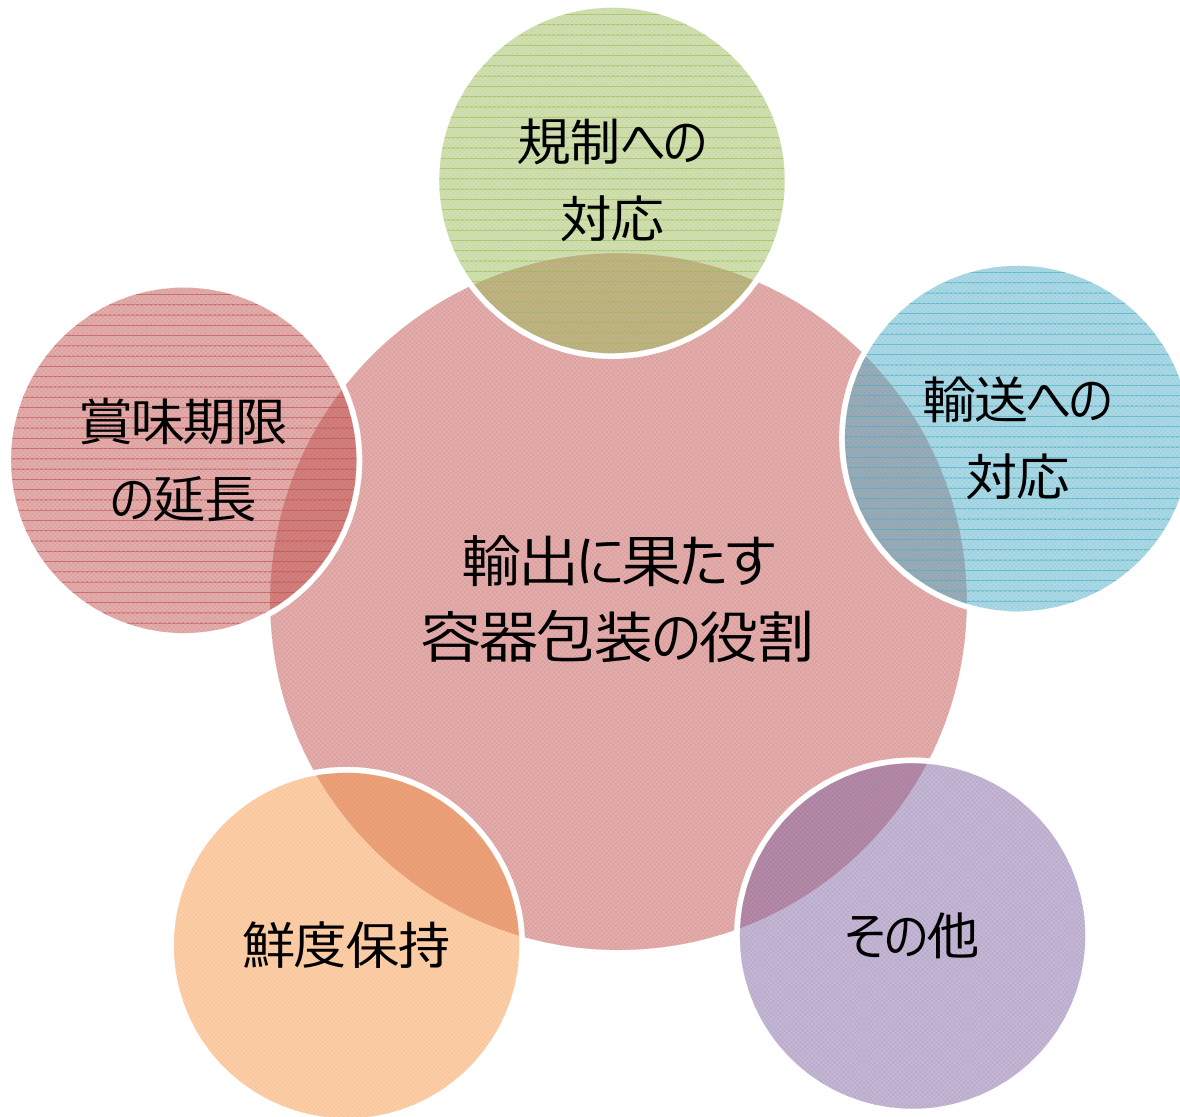 規制への
対応
輸送への
対応
賞味期限
の延長
輸出に果たす
容器包装の役割
鮮度保持
その他